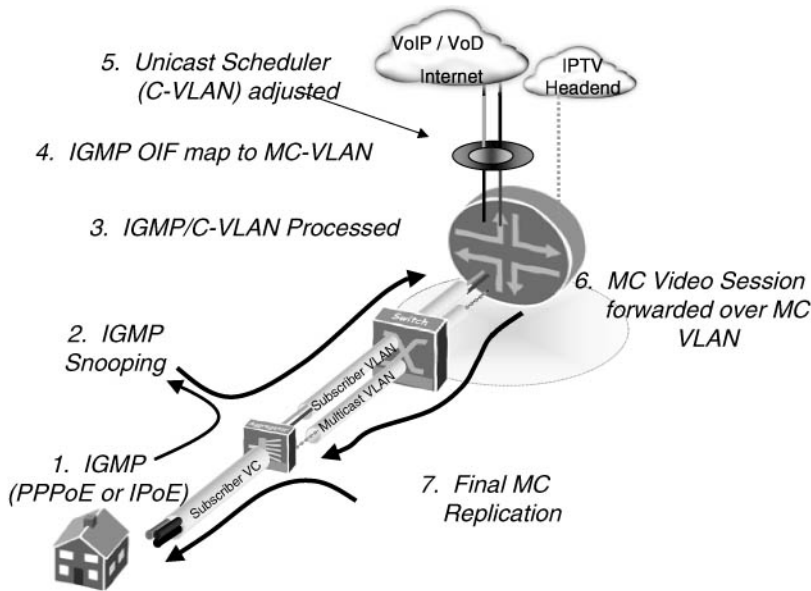 VoIP / VoD
Internet
IPTV
Headend
5. Unicast Scheduler
(C-VLAN) adjusted
4. IGMP OIF map to MC-VLAN
3. IGMP/C-VLAN Processed
6. MC Video Session
forwarded over MC
VLAN
Switch
2. IGMP
Snooping
Subscriber VLAN
Multicast VLAN
1. IGMP
(PPPoE or IPoE)
Subscriber VC
7. Final MC
Replication